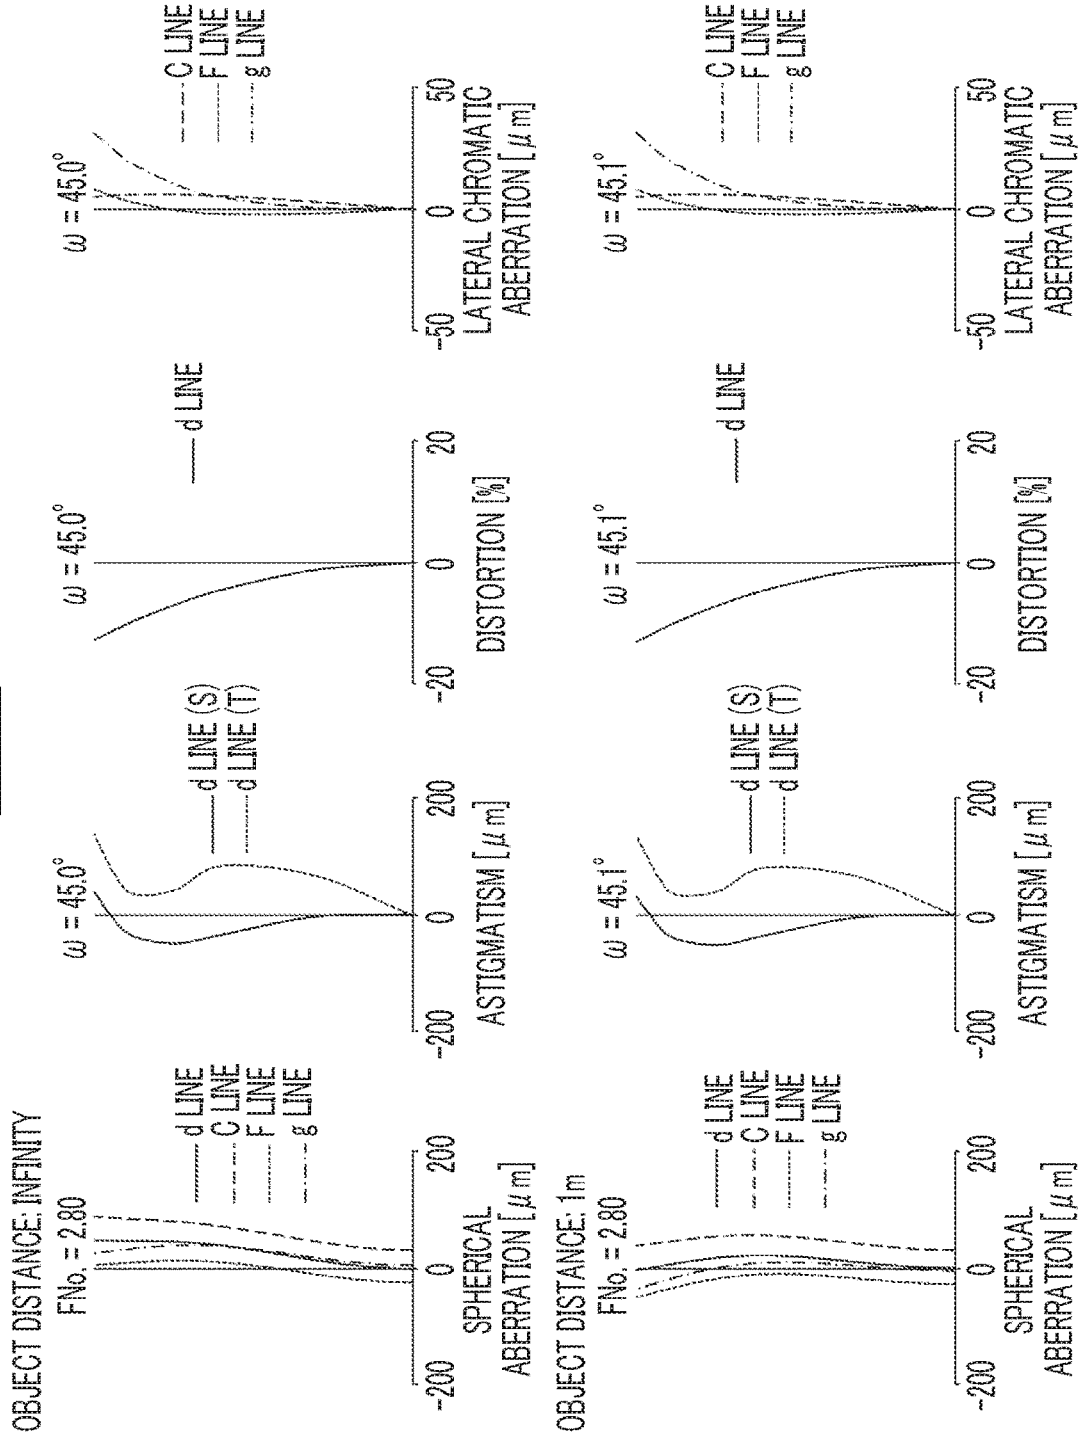 OBJECT DISTANCE: INFINITY
FNo. = 2.80
d LINE
C LINE
F LINE
g LINE
-200
0
200
SPHERICAL
ABERRATION [μm]
ω = 45.0°
d LINE (S)
d LINE (T)
-200
0
200
ASTIGMATISM [μm]
ω = 45.0°
d LINE
-20
0
20
DISTORTION [%]
ω = 45.0°
C LINE
F LINE
g LINE
-50
0
50
LATERAL CHROMATIC
ABERRATION [μm]
OBJECT DISTANCE: 1m
FNo. = 2.80
d LINE
C LINE
F LINE
g LINE
-200
0
200
SPHERICAL
ABERRATION [μm]
ω = 45.1°
d LINE (S)
d LINE (T)
-200
0
200
ASTIGMATISM [μm]
ω = 45.1°
d LINE
-20
0
20
DISTORTION [%]
ω = 45.1°
C LINE
F LINE
g LINE
-50
0
50
LATERAL CHROMATIC
ABERRATION [μm]